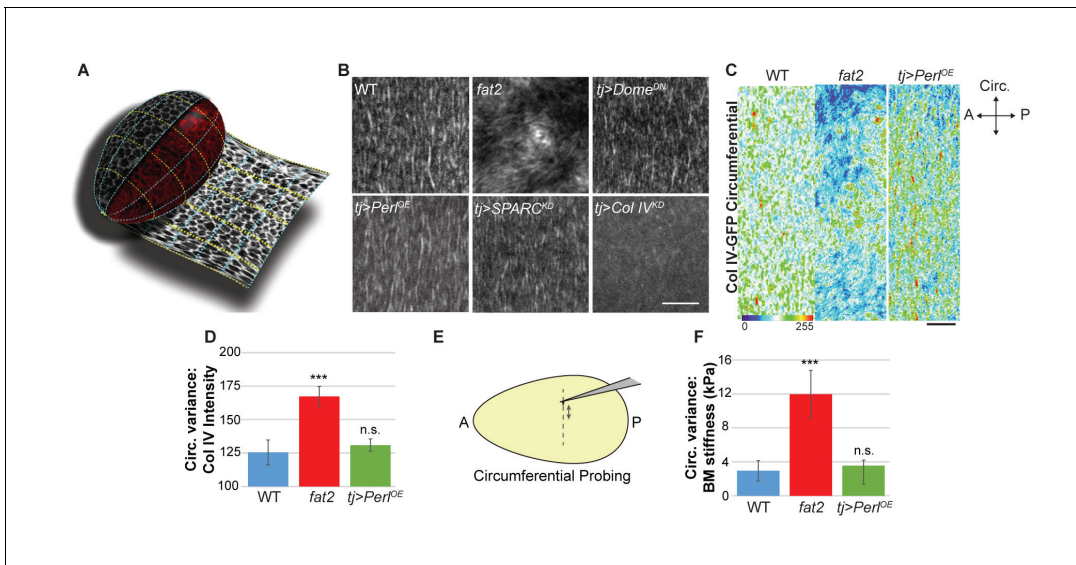 A
B
WT
fat2
tj>Dome^DN
tj>Perl^OE
tj>SPARC^KD
tj>Col IV^KD
C
WT
fat2
tj>Perl^OE
Col IV-GFP Circumferential
0
255
Circ.
A
P
D
Circ. variance:
Col IV Intensity
200
175
150
125
100
***
n.s.
WT
fat2
tj>Perl^OE
E
A
P
Circumferential Probing
F
Circ. variance:
BM stiffness (kPa)
16
12
8
4
0
***
n.s.
WT
fat2
tj>Perl^OE